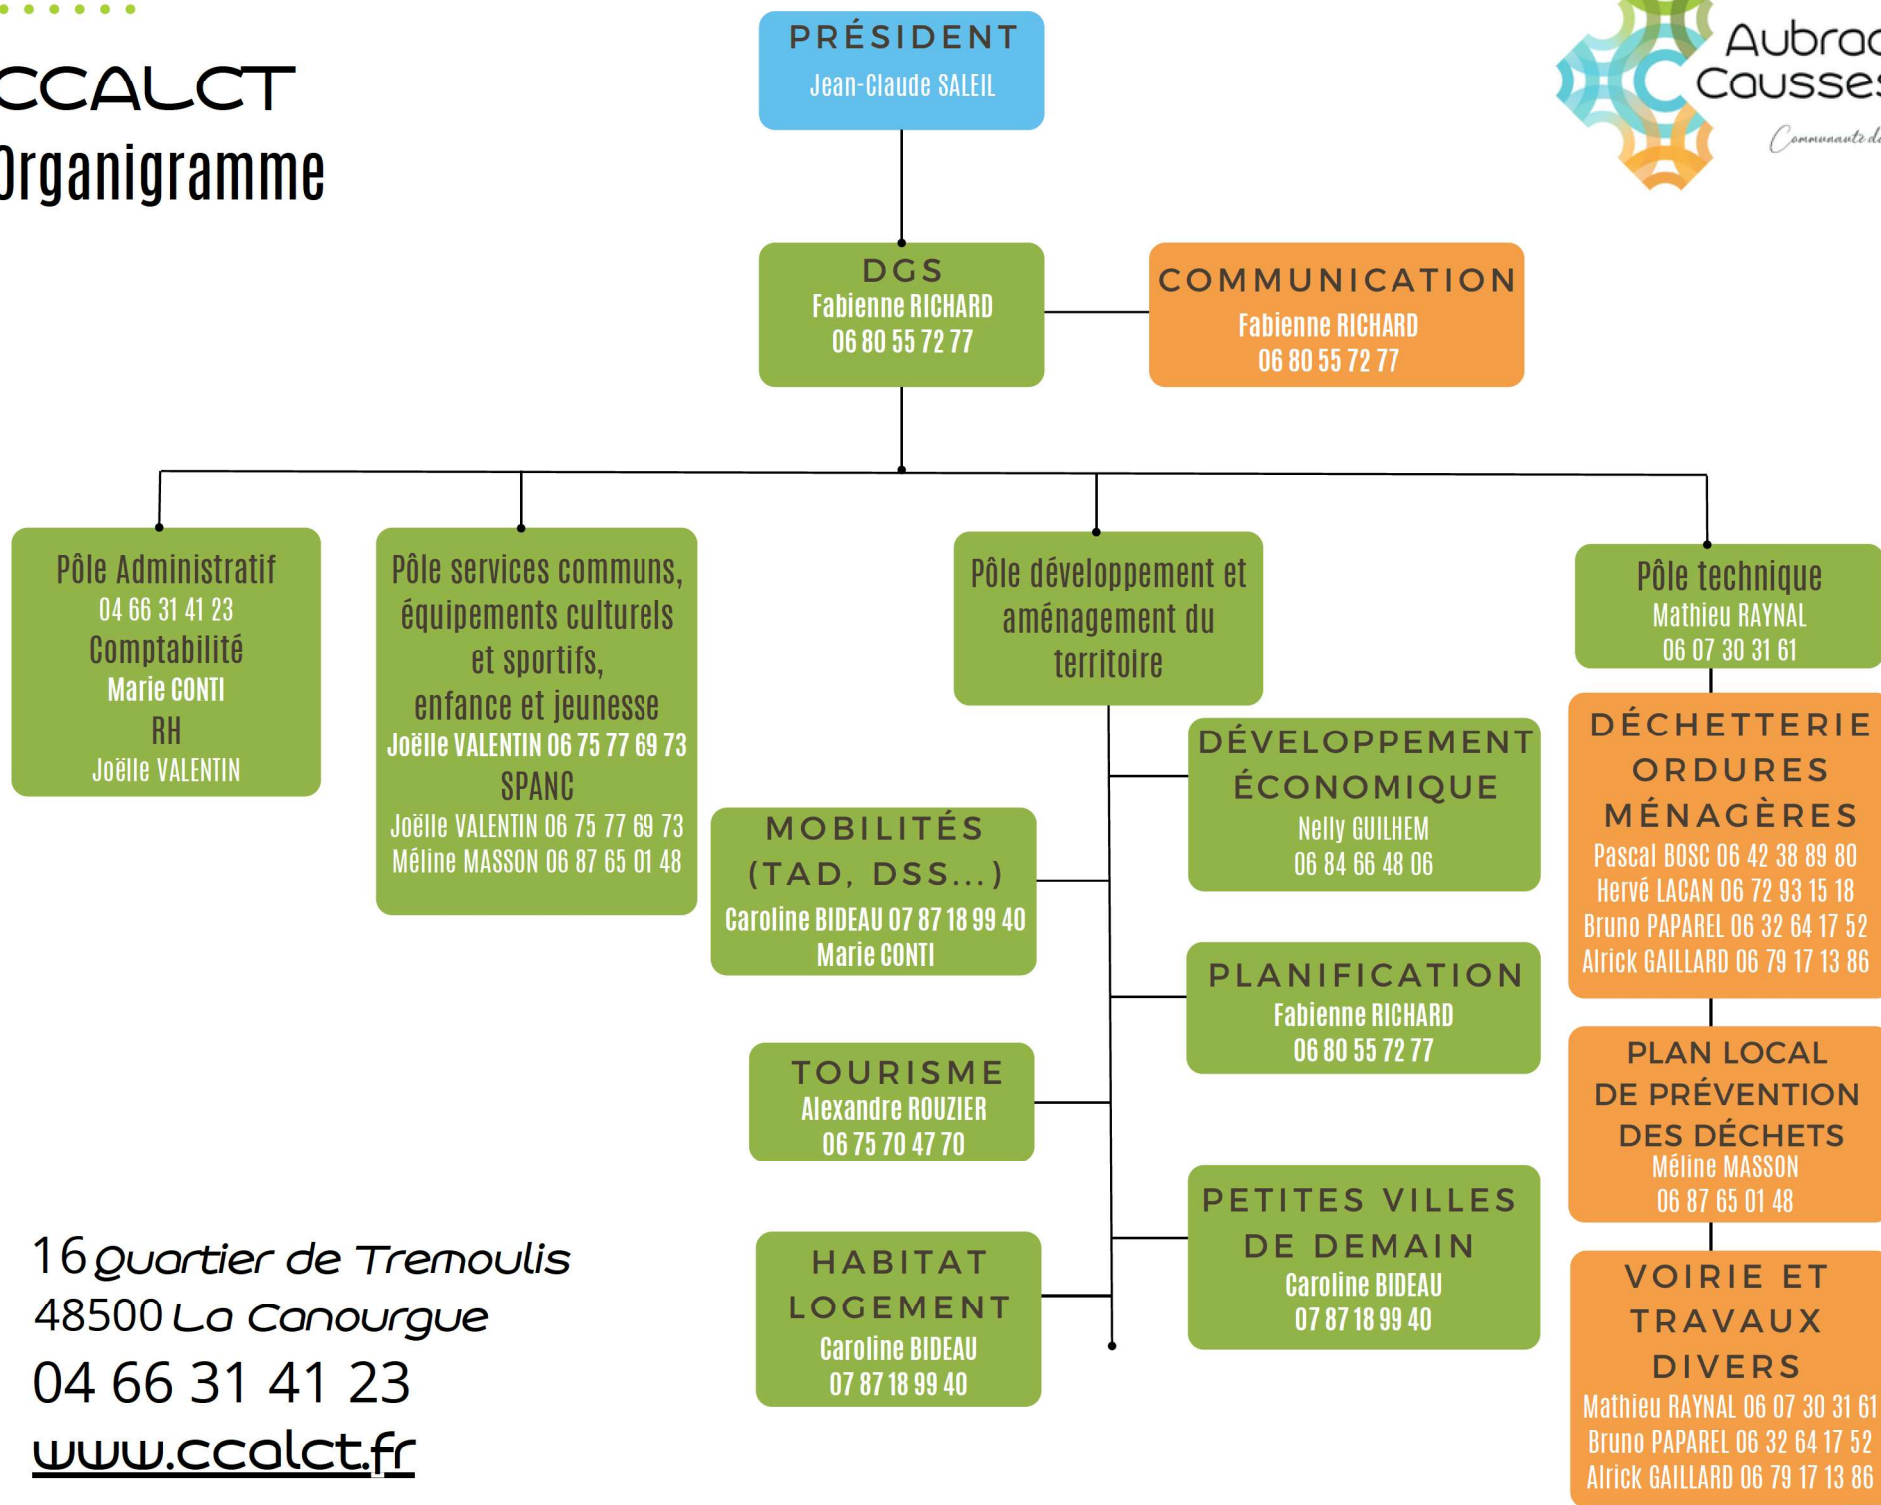 CCALCT
Organigramme
PRÉSIDENT
Jean-Claude SALEIL
Aubrac
Causses
Communauté de
DGS
Fabienne RICHARD
06 80 55 72 77
COMMUNICATION
Fabienne RICHARD
06 80 55 72 77
Pôle Administratif
04 66 31 41 23
Comptabilité
Marie CONTI
RH
Joëlle VALENTIN
Pôle services communs,
équipements culturels
et sportifs,
enfance et jeunesse
Joëlle VALENTIN 06 75 77 69 73
SPANC
Joëlle VALENTIN 06 75 77 69 73
Méline MASSON 06 87 65 01 48
Pôle développement et
aménagement du
territoire
MOBILITÉS
(TAD, DSS...)
Caroline BIDEAU 07 87 18 99 40
Marie CONTI
TOURISME
Alexandre ROUZIER
06 75 70 47 70
HABITAT
LOGEMENT
Caroline BIDEAU
07 87 18 99 40
DÉVELOPPEMENT
ÉCONOMIQUE
Nelly GUILHEM
06 84 66 48 06
PLANIFICATION
Fabienne RICHARD
06 80 55 72 77
PETITES VILLES
DE DEMAIN
Caroline BIDEAU
07 87 18 99 40
Pôle technique
Mathieu RAYNAL
06 07 30 31 61
DÉCHETTERIE
ORDURES
MÉNAGÈRES
Pascal BOSC 06 42 38 89 80
Hervé LACAN 06 72 93 15 18
Bruno PAPAREL 06 32 64 17 52
Alrick GAILLARD 06 79 17 13 86
PLAN LOCAL
DE PRÉVENTION
DES DÉCHETS
Méline MASSON
06 87 65 01 48
VOIRIE ET
TRAVAUX
DIVERS
Mathieu RAYNAL 06 07 30 31 61
Bruno PAPAREL 06 32 64 17 52
Alrick GAILLARD 06 79 17 13 86
16 Quartier de Tremoulis
48500 La Canourgue
04 66 31 41 23
www.ccalct.fr